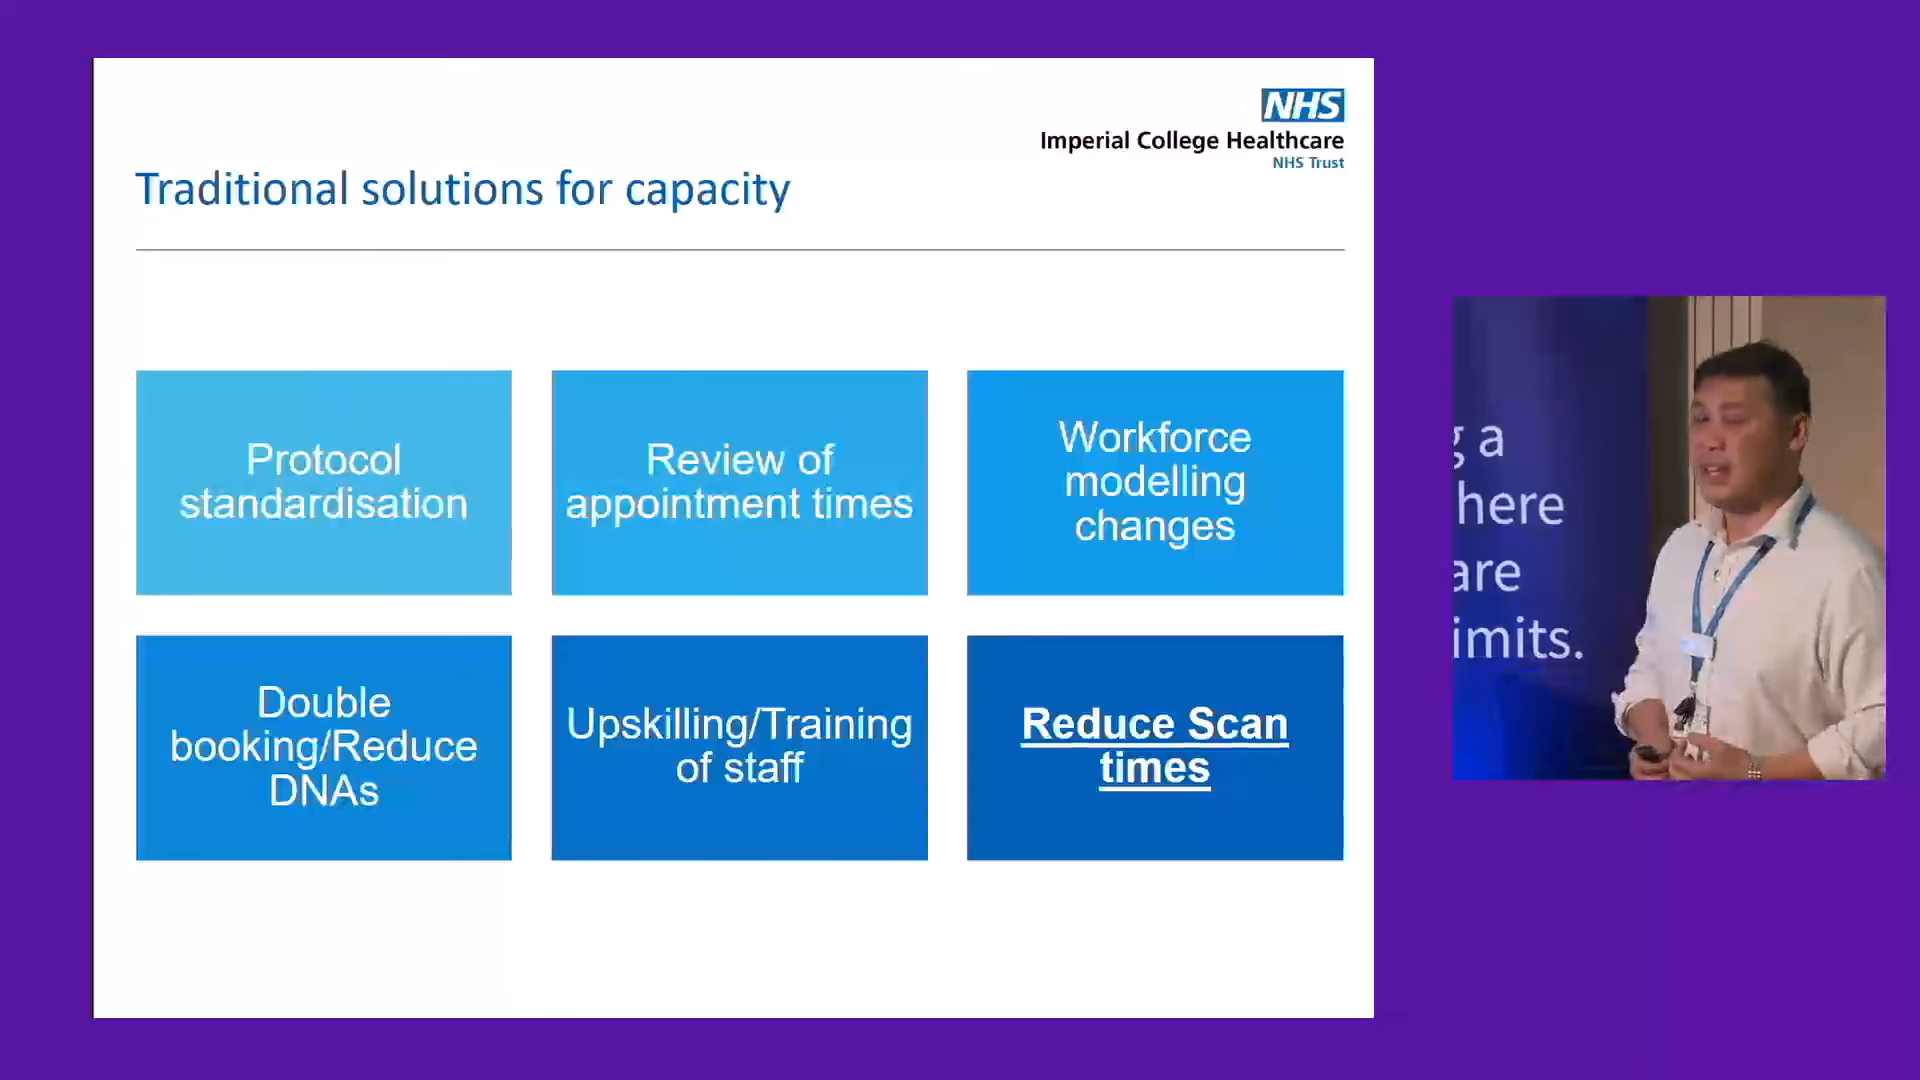 NHS
Imperial College Healthcare
NHS Trust
Traditional solutions for capacity
Protocol
standardisation
Review of
appointment times
Workforce
modelling
changes
Double
booking/Reduce
DNAs
Upskilling/Training
of staff
Reduce Scan
times
g a
here
are
imits.